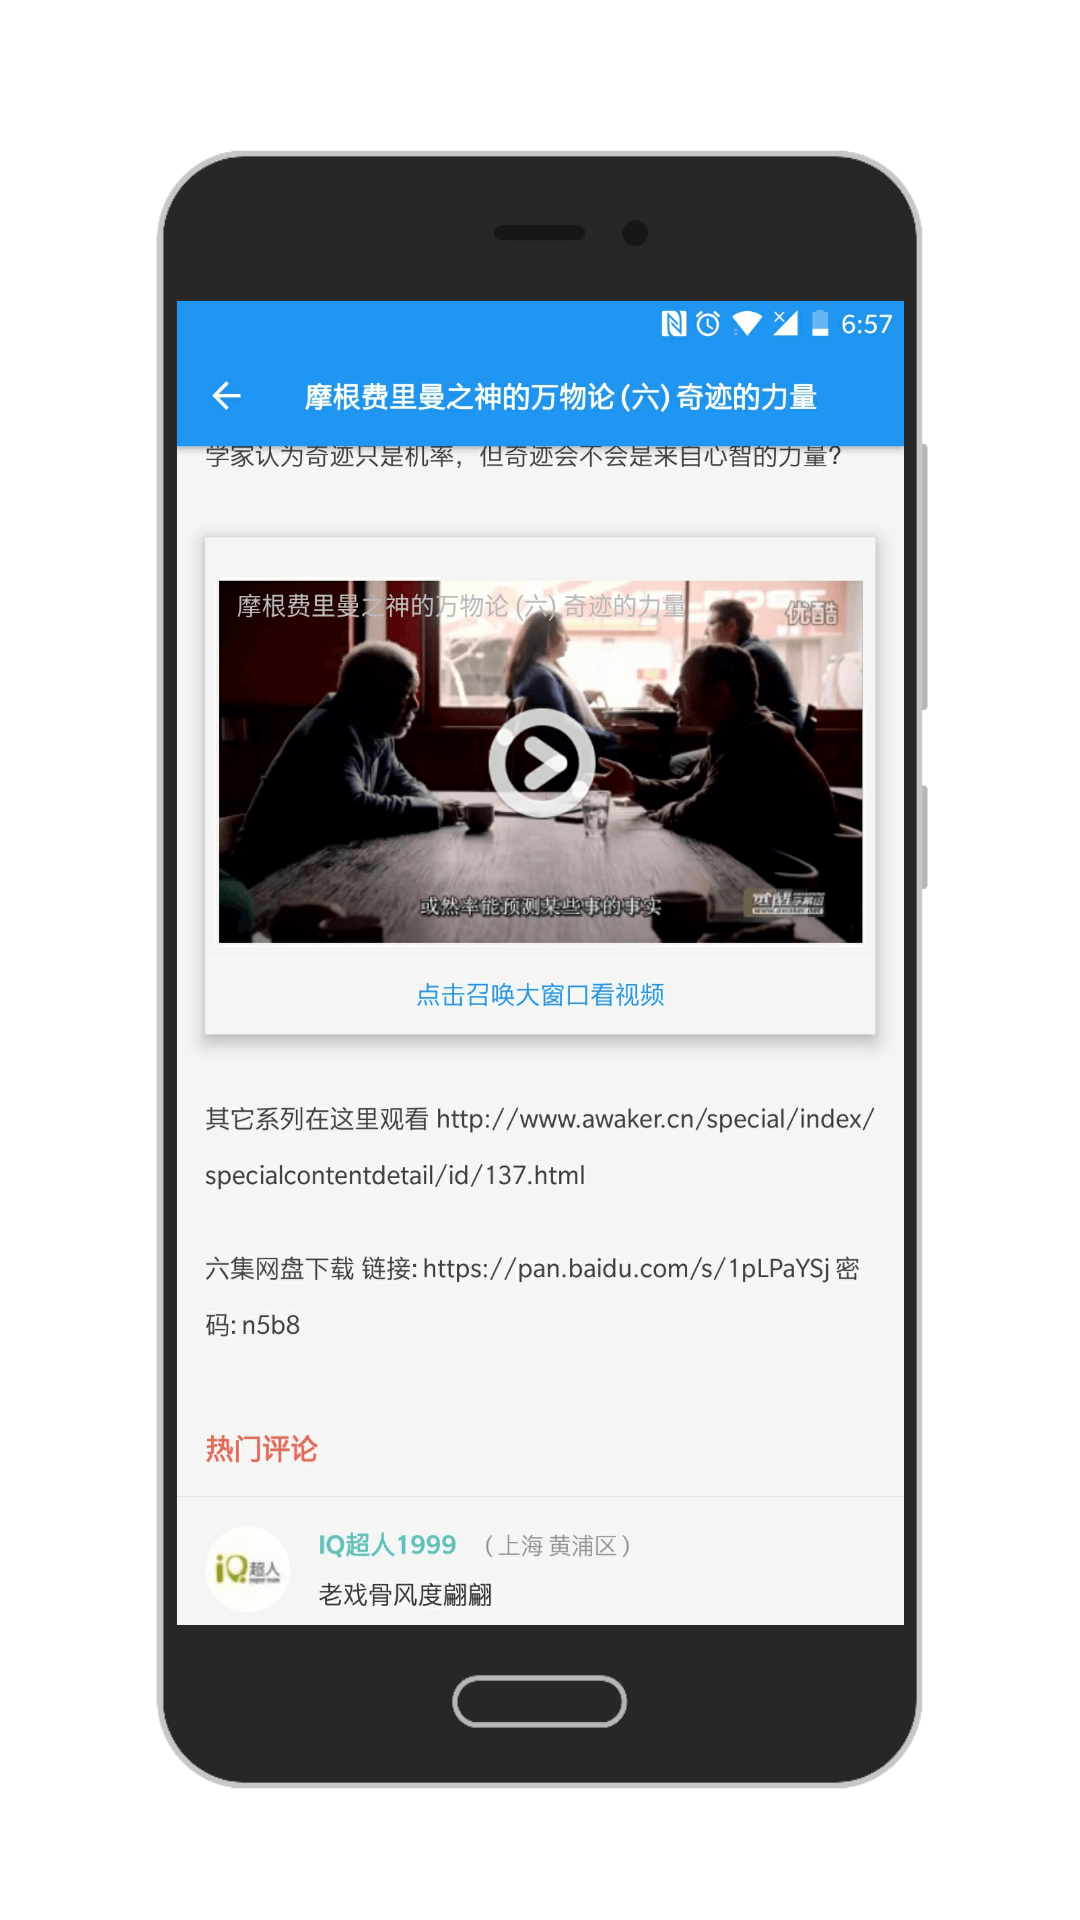 6:57
摩根费里曼之神的万物论 (六) 奇迹的力量
学家认为奇迹只是机率，但奇迹会不会是来自心智的力量?
摩根费里曼之神的万物论 (六) 奇迹的力量
优酷
或然率能预测某些事的事实
www.awaker.net
点击召唤大窗口看视频
其它系列在这里观看 http://www.awaker.cn/special/index/
specialcontentdetail/id/137.html
六集网盘下载 链接: https://pan.baidu.com/s/1pLPaYSj 密
码: n5b8
热门评论
iQ超人
IQ超人1999 （上海 黄浦区）
老戏骨风度翩翩